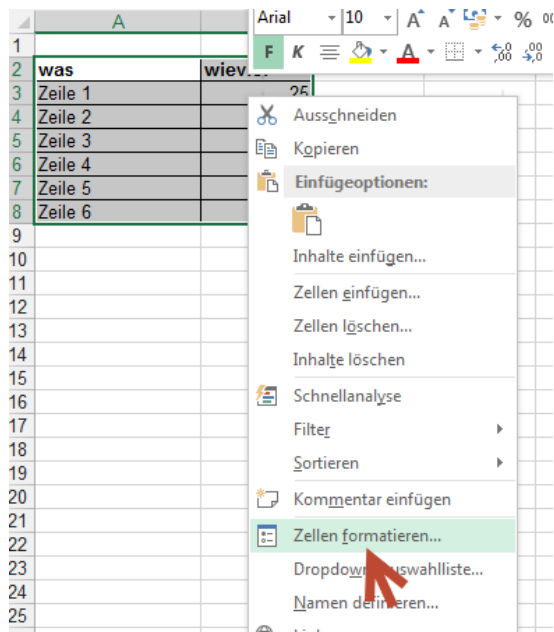 Arial 10 A A % 00
A
F K A
1
2 was
3 Zeile 1 25
4 Zeile 2
5 Zeile 3
6 Zeile 4
7 Zeile 5
8 Zeile 6
9
10
11
12
13
14
15
16
17
18
19
20
21
22
23
24
25
Ausschneiden
Kopieren
Einfügeoptionen:
Inhalte einfügen...
Zellen einfügen...
Zellen löschen...
Inhalte löschen
Schnellanalyse
Filter
Sortieren
Kommentar einfügen
Zellen formatieren...
Dropdown-Auswahlliste...
Namen definieren...